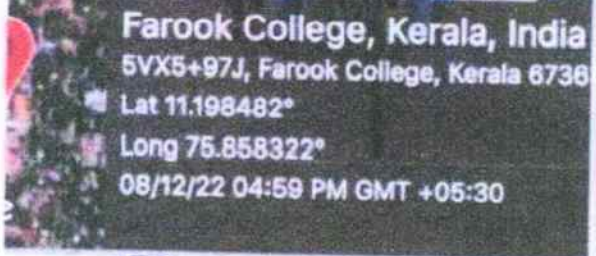 Farook College, Kerala, India
5VX5+97J, Farook College, Kerala 6736
Lat 11.198482°
Long 75.858322°
08/12/22 04:59 PM GMT +05:30